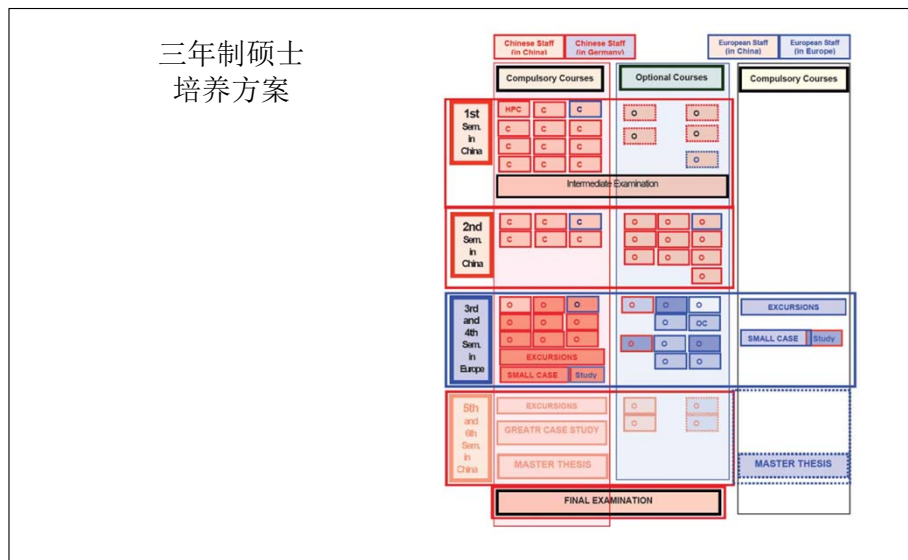 三年制硕士
培养方案
Chinese Staff
(in China)
Chinese Staff
(in Germany)
European Staff
(in China)
European Staff
(in Europe)
Compulsory Courses
Optional Courses
Compulsory Courses
1st
Sem.
in
China
HPC C C
C C C
C C C
C C C
O O
O O
O
Intermediate Examination
2nd
Sem.
in
China
C C C
C C C
O O O
O O O
O O O
O
3rd
and
4th
Sem.
in
Europe
O O O
O O O
O O O
EXCURSIONS
SMALL CASE Study
O O O
O OC
O O O
O O
EXCURSIONS
SMALL CASE Study
5th
and
6th
Sem.
in
China
EXCURSIONS
GREATR CASE STUDY
MASTER THESIS
O O
O O
MASTER THESIS
FINAL EXAMINATION